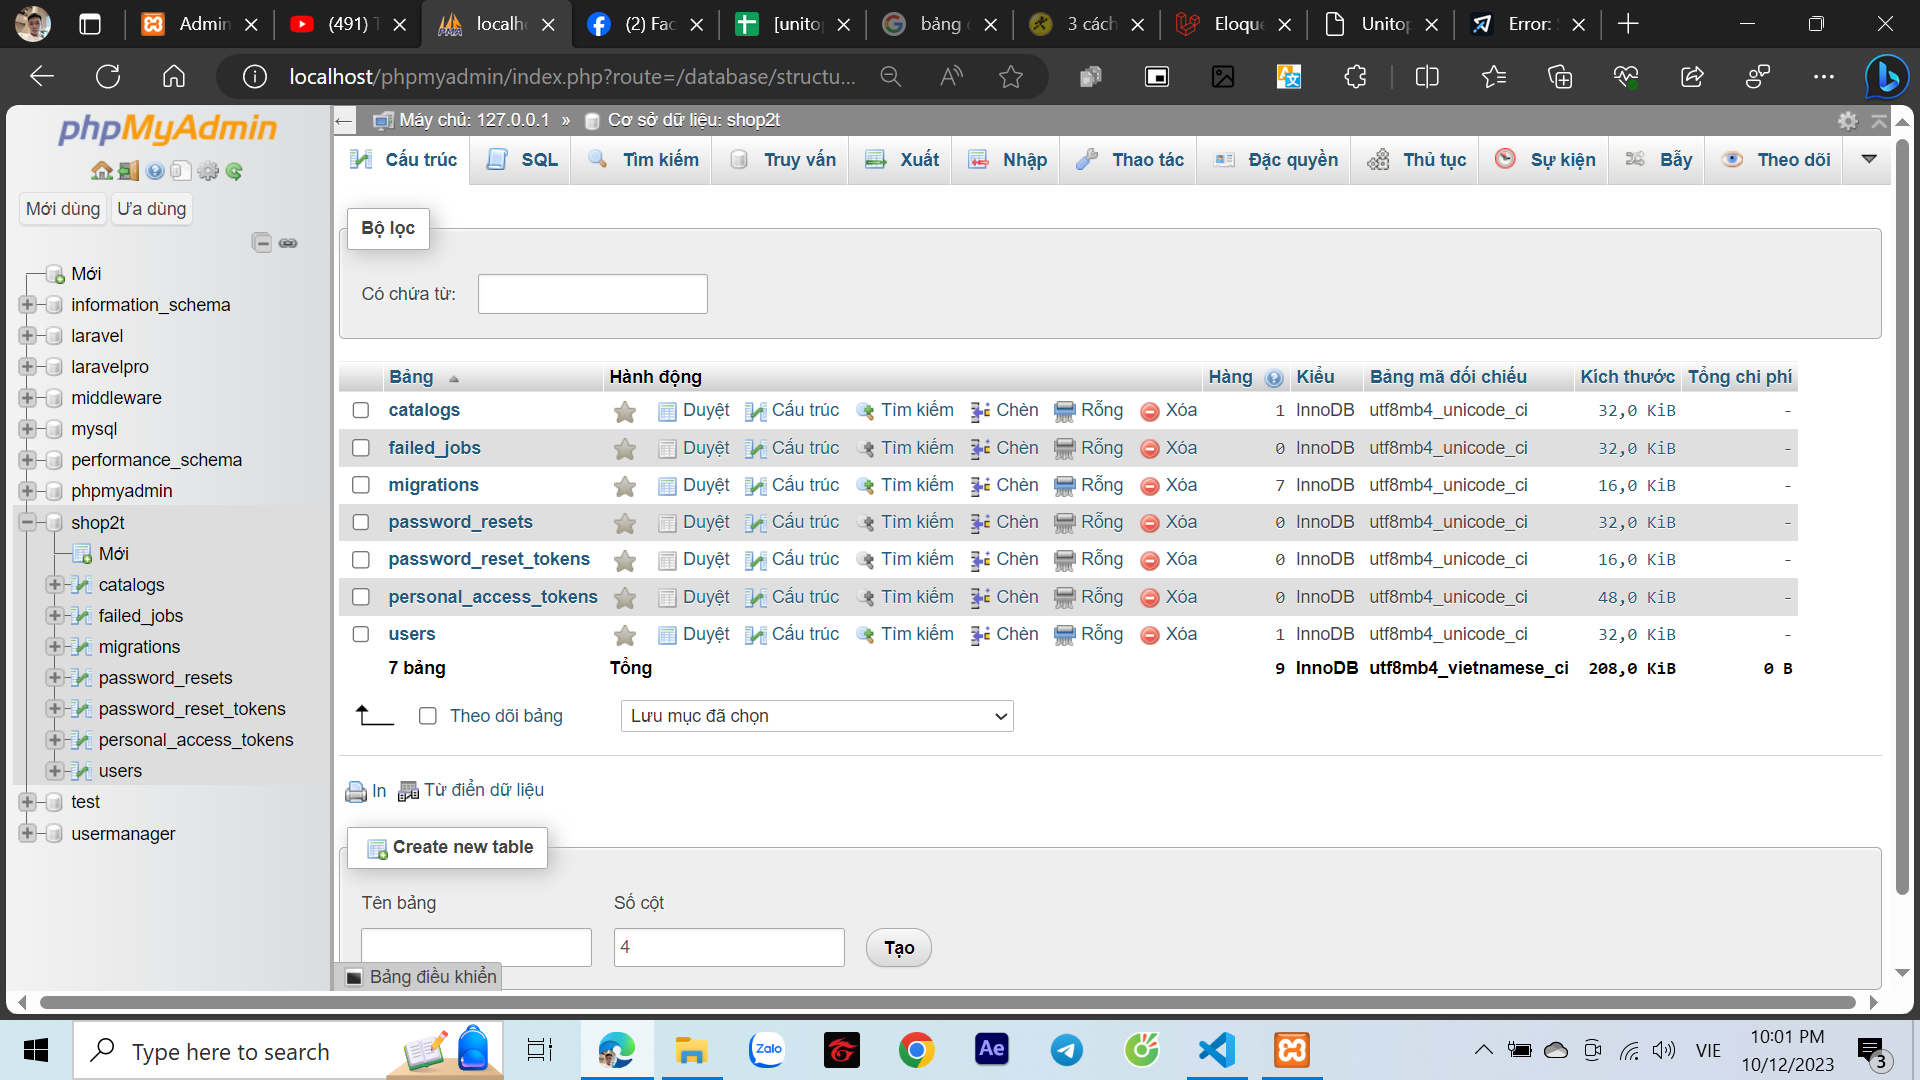 Admin
(491) T
localh
(2) Fac
[unitop
bảng
3 cách
Eloqu
Unitop
Error:
localhost/phpmyadmin/index.php?route=/database/structu...
phpMyAdmin
Mới dùng
Ưa dùng
Mới
information_schema
laravel
laravelpro
middleware
mysql
performance_schema
phpmyadmin
shop2t
Mới
catalogs
failed_jobs
migrations
password_resets
password_reset_tokens
personal_access_tokens
users
test
usermanager
Máy chủ: 127.0.0.1 » Cơ sở dữ liệu: shop2t
Cấu trúc SQL Tìm kiếm Truy vấn Xuất Nhập Thao tác Đặc quyền Thủ tục Sự kiện Bẫy Theo dõi
Bộ lọc
Có chứa từ:
Bảng Hành động Hàng Kiểu Bảng mã đối chiếu Kích thước Tổng chi phí
catalogs Duyệt Cấu trúc Tìm kiếm Chèn Rỗng Xóa 1 InnoDB utf8mb4_unicode_ci 32,0 KiB -
failed_jobs Duyệt Cấu trúc Tìm kiếm Chèn Rỗng Xóa 0 InnoDB utf8mb4_unicode_ci 32,0 KiB -
migrations Duyệt Cấu trúc Tìm kiếm Chèn Rỗng Xóa 7 InnoDB utf8mb4_unicode_ci 16,0 KiB -
password_resets Duyệt Cấu trúc Tìm kiếm Chèn Rỗng Xóa 0 InnoDB utf8mb4_unicode_ci 32,0 KiB -
password_reset_tokens Duyệt Cấu trúc Tìm kiếm Chèn Rỗng Xóa 0 InnoDB utf8mb4_unicode_ci 16,0 KiB -
personal_access_tokens Duyệt Cấu trúc Tìm kiếm Chèn Rỗng Xóa 0 InnoDB utf8mb4_unicode_ci 48,0 KiB -
users Duyệt Cấu trúc Tìm kiếm Chèn Rỗng Xóa 1 InnoDB utf8mb4_unicode_ci 32,0 KiB -
7 bảng Tổng 9 InnoDB utf8mb4_vietnamese_ci 208,0 KiB 0 B
Theo dõi bảng
Lưu mục đã chọn
In Từ điển dữ liệu
Create new table
Tên bảng Số cột
4
Tạo
Bảng điều khiển
Type here to search
Zalo
Ae
VIE
10:01 PM
10/12/2023
3